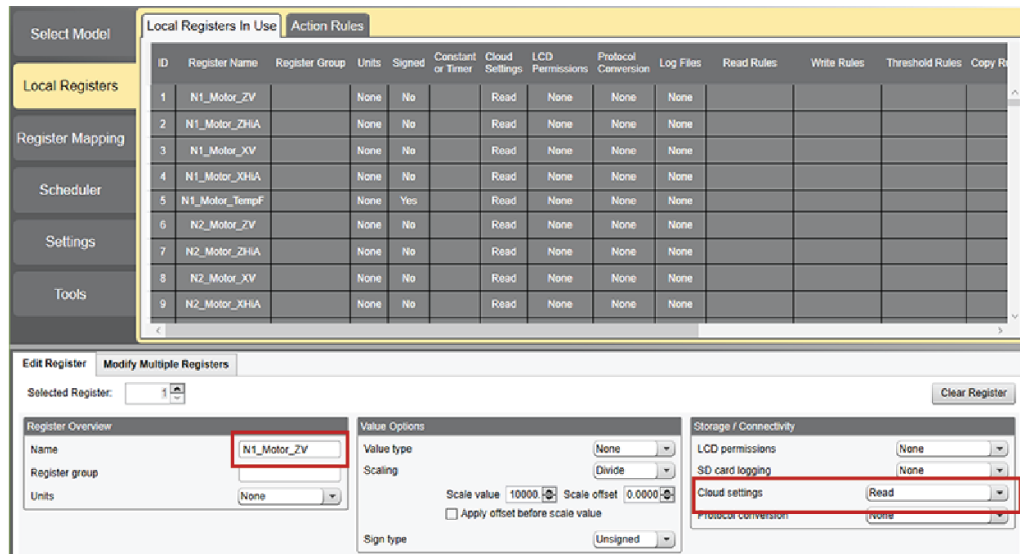 Select Model
Local Registers
Register Mapping
Scheduler
Settings
Tools
Local Registers In Use Action Rules
ID Register Name Register Group Units Signed Constant or Timer Cloud Settings LCD Permissions Protocol Conversion Log Files Read Rules Write Rules Threshold Rules Copy
1 N1_Motor_ZV None No Read None None None
2 N1_Motor_ZHiA None No Read None None None
3 N1_Motor_XV None No Read None None None
4 N1_Motor_XHiA None No Read None None None
5 N1_Motor_TempF None Yes Read None None None
6 N2_Motor_ZV None No Read None None None
7 N2_Motor_ZHiA None No Read None None None
8 N2_Motor_XV None No Read None None None
9 N2_Motor_XHiA None No Read None None None
Edit Register Modify Multiple Registers
Selected Register: 1 Clear Register
Register Overview Value Options Storage / Connectivity
Name N1_Motor_ZV Value type None LCD permissions None
Register group Scaling Divide SD card logging None
Units None Scale value 10000. Scale offset 0.0000 Cloud settings Read
Apply offset before scale value Protocol conversion None
Sign type Unsigned